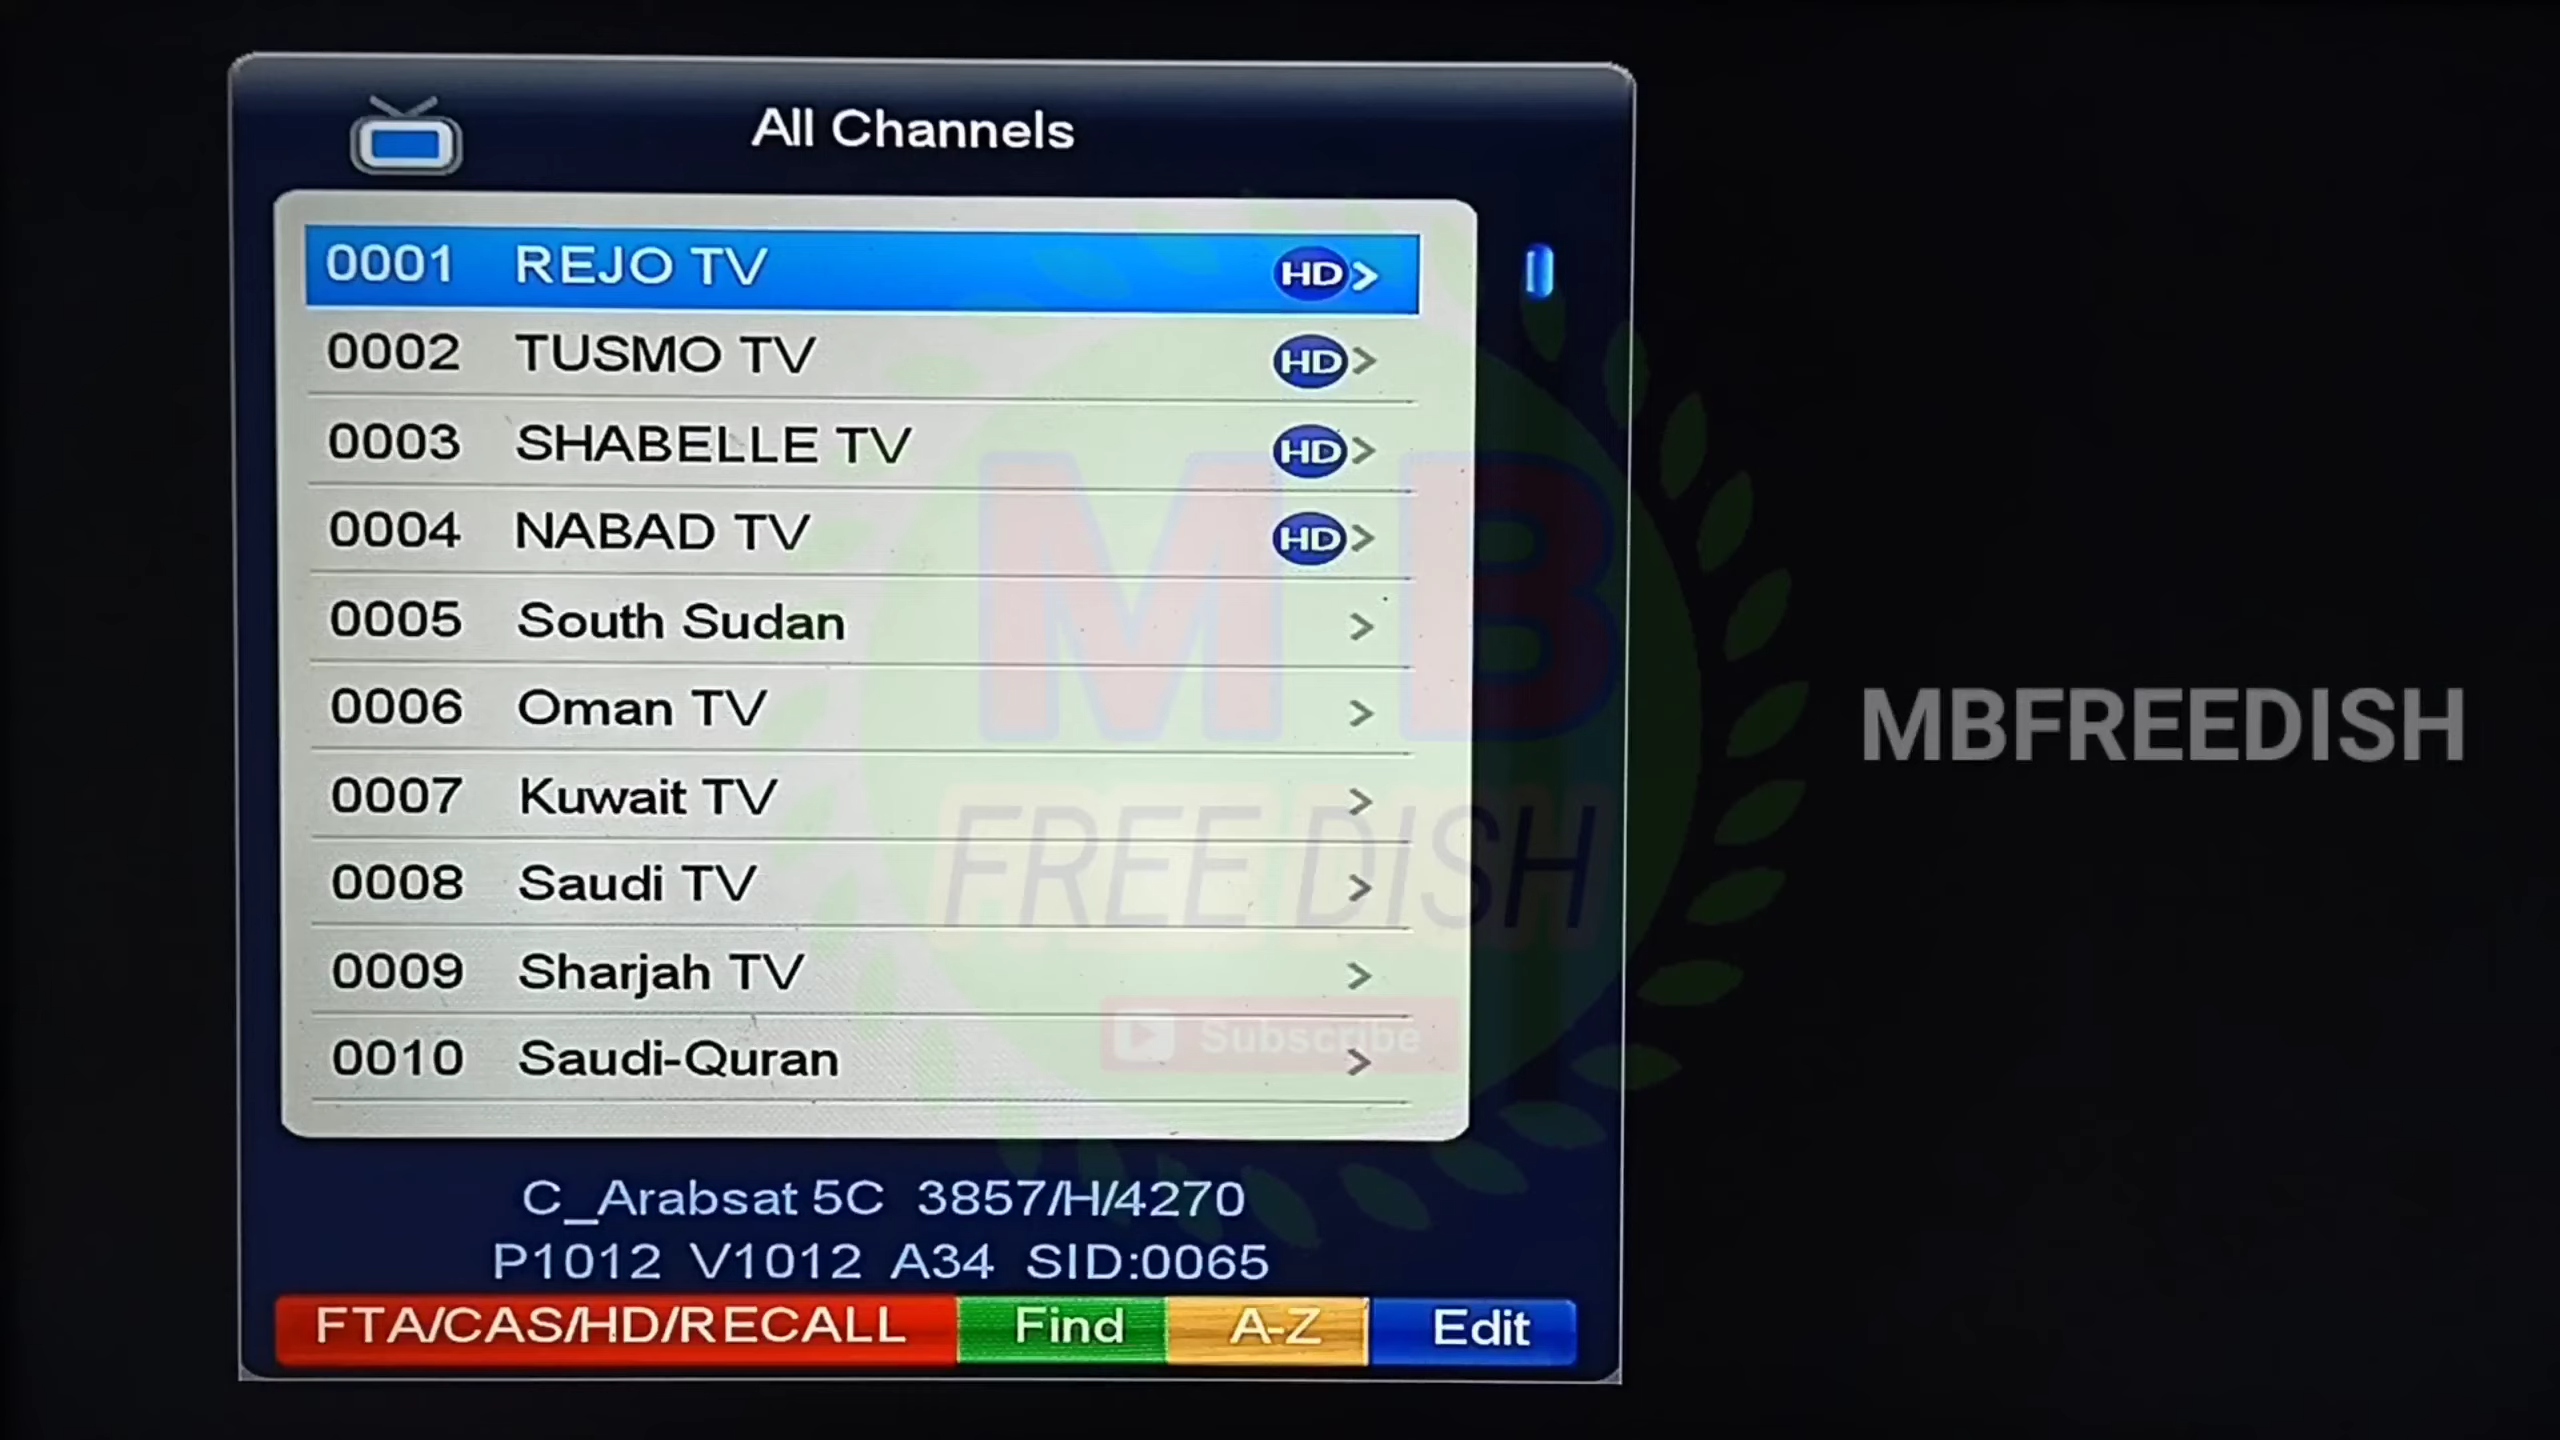 All Channels
0001 REJO TV HD>
0002 TUSMO TV HD>
0003 SHABELLE TV HD>
0004 NABAD TV HD>
0005 South Sudan >
0006 Oman TV >
0007 Kuwait TV >
0008 Saudi TV >
0009 Sharjah TV >
0010 Saudi-Quran >
MB
FREE DISH
Subscribe
MBFREEDISH
C_Arabsat 5C 3857/H/4270
P1012 V1012 A34 SID:0065
FTA/CAS/HD/RECALL Find A-Z Edit